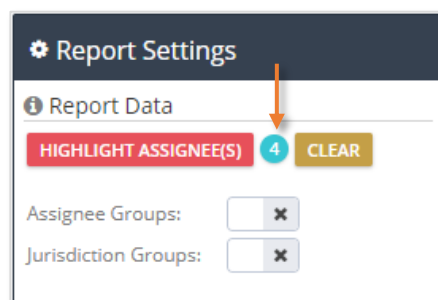 Report Settings
Report Data
HIGHLIGHT ASSIGNEE(S) 4 CLEAR
Assignee Groups:
Jurisdiction Groups: